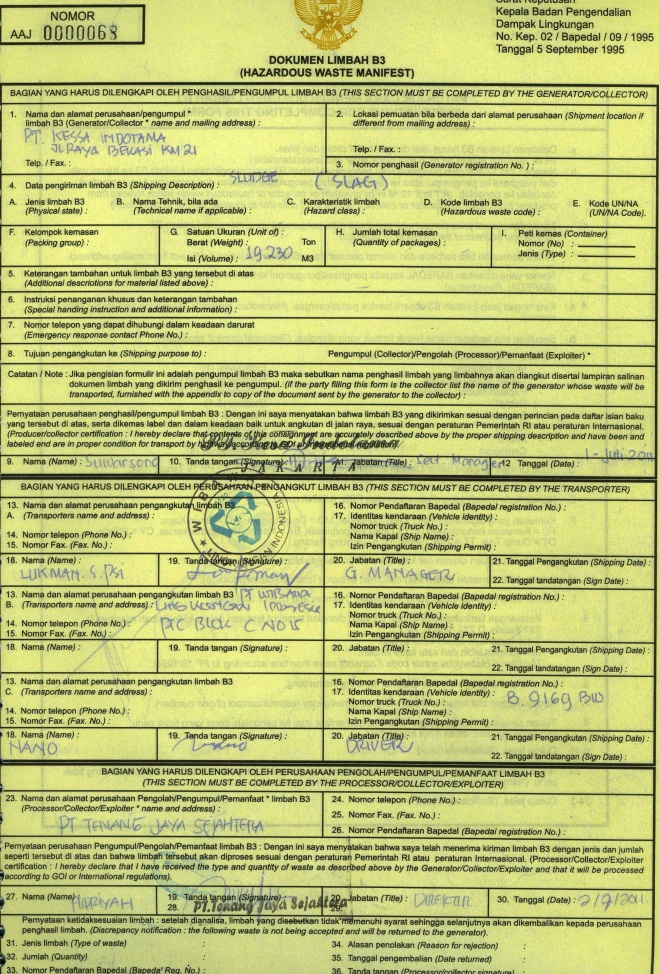 Surat Keputusan
Kepala Badan Pengendalian
Dampak Lingkungan
No. Kep. 02 / Bapedal / 09 / 1995
Tanggal 5 September 1995
NOMOR
AAJ 0000068
DOKUMEN LIMBAH B3
(HAZARDOUS WASTE MANIFEST)
BAGIAN YANG HARUS DILENGKAPI OLEH PENGHASIL/PENGUMPUL LIMBAH B3 (THIS SECTION MUST BE COMPLETED BY THE GENERATOR/COLLECTOR)
1. Nama dan alamat perusahaan/pengumpul *
limbah B3 (Generator/Collector * name and mailing address) :
PT. KESSA INDOTAMA
JL RAYA BEKASI KM 21
Telp. / Fax. :
2. Lokasi pemuatan bila berbeda dari alamat perusahaan (Shipment location if
different from mailing address) :
Telp. / Fax. :
3. Nomor penghasil (Generator registration No. ) :
4. Data pengiriman limbah B3 (Shipping Description) : SLUDGE ( SLAG )
A. Jenis limbah B3
(Physical state) :
B. Nama Tehnik, bila ada
(Technical name if applicable) :
C. Karakteristik limbah
(Hazard class) :
D. Kode limbah B3
(Hazardous waste code) :
E. Kode UN/NA
(UN/NA Code).
F. Kelompok kemasan
(Packing group) :
G. Satuan Ukuran (Unit of) :
Berat (Weight) : Ton
Isi (Volume) : 19.230 M3
H. Jumlah total kemasan
(Quantity of packages) :
I. Peti kemas (Container)
Nomor (No) :
Jenis (Type) :
5. Keterangan tambahan untuk limbah B3 yang tersebut di atas
(Additional descriotions for material listed above) :
6. Instruksi penanganan khusus dan keterangan tambahan
(Special handing instruction and additional information) :
7. Nomor telepon yang dapat dihubungi dalam keadaan darurat
(Emergency response contact Phone No.) :
8. Tujuan pengangkutan ke (Shipping purpose to) : Pengumpul (Collector)/Pengolah (Processor)/Pemanfaat (Exploiter) *
Catatan / Note : Jika pengisian formulir ini adalah pengumpul limbah B3 maka sebutkan nama penghasil limbah yang limbahnya akan diangkut disertai lampiran salinan
dokumen limbah yang dikirim penghasil ke pengumpul. (if the party filling this form is the collector list the name of the generator whose waste will be
transported, furnished with the appendix to copy of the document sent by the generator to the collector) :
Pernyataan perusahaan penghasil/pengumpul limbah B3 : Dengan ini saya menyatakan bahwa limbah B3 yang dikirimkan sesuai dengan perincian pada daftar isian baku
yang tersebut di atas, serta dikemas label dan dalam keadaan baik untuk angkutan di jalan raya, sesuai dengan peraturan Pemerintah RI atau peraturan Internasional.
(Producer/collector certification : I hereby declare that contents of this consignment are accurately described above by the proper shipping description and have been and
labeled end are in proper condition for transport by
9. Name (Name) : 10. Tanda tangan (Signature) 11. Jabatan (Title) : Manager 12 Tanggal (Date) : 1 - Juli 2011
JAKARTA
BAGIAN YANG HARUS DILENGKAPI OLEH PERUSAHAAN PENGANGKUT LIMBAH B3 (THIS SECTION MUST BE COMPLETED BY THE TRANSPORTER)
13. Nama dan alamat perusahaan pengangkutan limbah B3
A. (Transporters name and address) :
14. Nomor telepon (Phone No.) :
15. Nomor Fax. (Fax. No.) :
16. Nomor Pendaftaran Bapedal (Bapedal registration No.) :
17. Identitas kendaraan (Vehicle identity) :
Nomor truck (Truck No.) :
Nama Kapal (Ship Name) :
Izin Pengangkutan (Shipping Permit) :
18. Nama (Name) :
LUKMAN. S. PSi
19. Tanda tangan (Signature) :
20. Jabatan (Title) :
G. MANAGER
21. Tanggal Pengangkutan (Shipping Date) :
22. Tanggal tandatangan (Sign Date) :
13. Nama dan alamat perusahaan pengangkutan limbah B3 PT WIBAWA
B. (Transporters name and address) : LINGKUNGAN INDONESIA
14. Nomor telepon (Phone No.) : PTC BLOK C NO 15
15. Nomor Fax. (Fax. No.) :
16. Nomor Pendaftaran Bapedal (Bapedal registration No.) :
17. Identitas kendaraan (Vehicle identity) :
Nomor truck (Truck No.) :
Nama Kapal (Ship Name) :
Izin Pengangkutan (Shipping Permit) :
18. Nama (Name) :
19. Tanda tangan (Signature) :
20. Jabatan (Title) :
21. Tanggal Pengangkutan (Shipping Date) :
22. Tanggal tandatangan (Sign Date) :
13. Nama dan alamat perusahaan pengangkutan limbah B3
C. (Transporters name and address) :
14. Nomor telepon (Phone No.) :
15. Nomor Fax. (Fax. No.) :
16. Nomor Pendaftaran Bapedal (Bapedal registration No.) :
17. Identitas kendaraan (Vehicle identity) :
Nomor truck (Truck No.) : B. 9169 BW
Nama Kapal (Ship Name) :
Izin Pengangkutan (Shipping Permit) :
18. Nama (Name) :
NANO
19. Tanda tangan (Signature) :
20. Jabatan (Title) :
DRIVER
21. Tanggal Pengangkutan (Shipping Date) :
22. Tanggal tandatangan (Sign Date) :
BAGIAN YANG HARUS DILENGKAPI OLEH PERUSAHAAN PENGOLAH/PENGUMPUL/PEMANFAAT LIMBAH B3
(THIS SECTION MUST BE COMPLETED BY THE PROCESSOR/COLLECTOR/EXPLOITER)
23. Nama dan alamat perusahaan Pengolah/Pengumpul/Pemanfaat * limbah B3
(Processor/Collector/Exploiter * name and address) :
PT TENANG JAYA SEJAHTERA
24. Nomor telepon (Phone No.) :
25. Nomor Fax. (Fax. No.) :
26. Nomor Pendaftaran Bapedal (Bapedal registration No.) :
Pernyataan perusahaan Pengumpul/Pengolah/Pemanfaat limbah B3 : Dengan ini saya menyatakan bahwa saya telah menerima kiriman limbah B3 dengan jenis dan jumlah
seperti tersebut di atas dan bahwa limbah tersebut akan diproses sesuai dengan peraturan Pemerintah RI atau peraturan Internasional. (Processor/Collector/Exploiter
certification : I hereby declare that I have received the type and quantity of waste as described above by the Generator/Collector/Exploiter and that it will be processed
according to GOI or International regulations).
27. Nama (Name) : 19. Tanda tangan (Signature) : 29. Jabatan (Title) : DIREKTUR 30. Tanggal (Date) : 2/7/2011
28. PT. Tenang Jaya Sejahtera
Pernyataan ketidaksesualan limbah : setelah dianalisa, limbah yang disebutkan tidak memenuhi syarat sehingga selanjutnya akan dikembalikan kepada perusahaan
penghasil limbah. (Discrepancy notification : the following waste is not being accepted and will be returned to the generator).
31. Jenis limbah (Type of waste) :
32. Jumlah (Quantity) :
33. Nomor Pendaftaran Bapedal (Bapedal Reg. No.) :
34. Alasan penolakan (Reason for rejection) :
35. Tanggal pengembalian (Date returned) :
36. Tanda tangan (Processor/collector signature) :